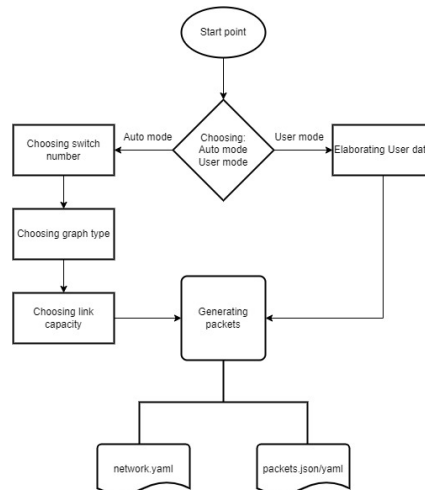 Start point
Auto mode
Choosing:
Auto mode
User mode
User mode
Choosing switch
number
Elaborating User dat
Choosing graph type
Choosing link
capacity
Generating
packets
network.yaml
packets.json/yaml